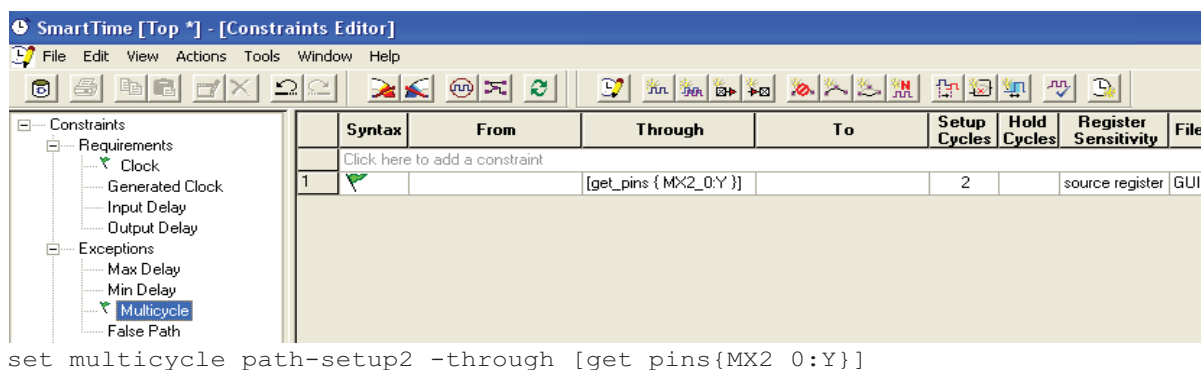 SmartTime [Top *] - [Constraints Editor]
File Edit View Actions Tools Window Help
Constraints
Requirements
Clock
Generated Clock
Input Delay
Output Delay
Exceptions
Max Delay
Min Delay
Multicycle
False Path
Syntax From Through To Setup Cycles Hold Cycles Register Sensitivity File
Click here to add a constraint
1 [get_pins { MX2_0:Y }] 2 source register GUI
set multicycle path-setup2 -through [get pins{MX2 0:Y}]